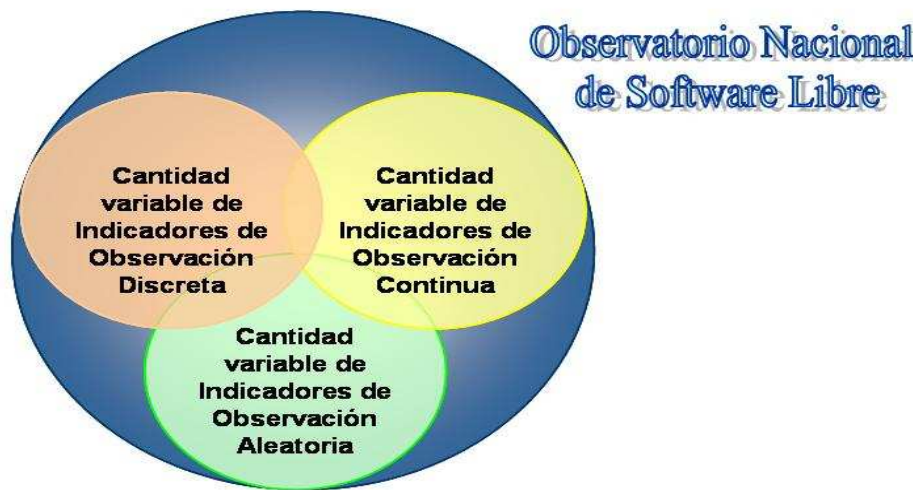 Observatorio Nacional
de Software Libre
Cantidad
variable de
Indicadores de
Observación
Discreta
Cantidad
variable de
Indicadores de
Observación
Continua
Cantidad
variable de
Indicadores de
Observación
Aleatoria